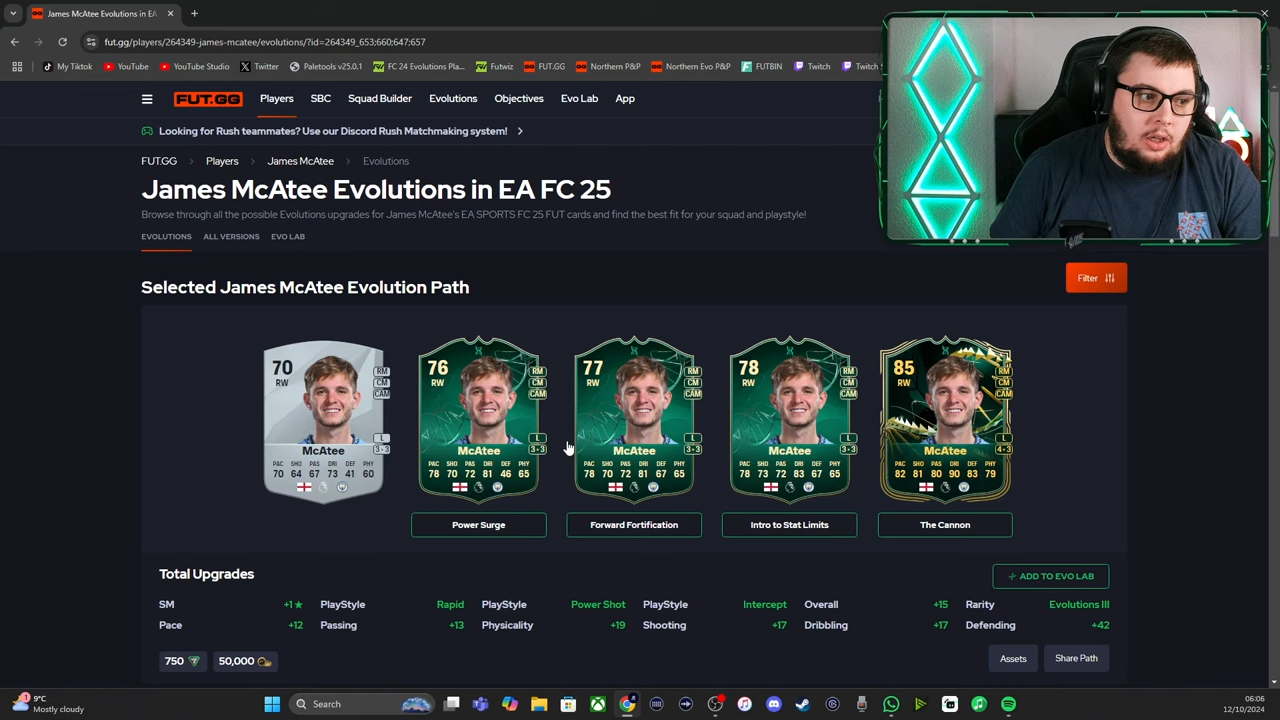 James McAtee Evolutions in EA
fut.gg/players/264349-james-mcatee/evolutions/?id=264349_653;660;647;657
My Tiktok YouTube YouTube Studio Twitter Paletools v25.0.1 FC 24 Evolutions Pla... Futwiz FUT.GG Northern P&P Northern Evo P&P FUTBIN Twitch Twitch S
FUT.GG Players SBC Squad Builder Evolutions Objectives Evo Lab App
Looking for Rush teammates? Use our Discord Rush Matchmaking system!
FUT.GG Players James McAtee Evolutions
James McAtee Evolutions in EA FC 25
Browse through all the possible Evolutions upgrades for James McAtee's EA SPORTS FC 25 FUT cards and find the best fit for your squad and playstyle!
EVOLUTIONS ALL VERSIONS EVO LAB
Filter
Selected James McAtee Evolution Path
70 RW RM CM CAM L 3•3
McAtee
PAC SHO PAS DRI DEF PHY
70 64 67 73 41 60
76 RW RM CM CAM L 3•3
McAtee
PAC SHO PAS DRI DEF PHY
78 70 72 81 46 65
Power Surge
77 RW RM CM CAM L 3•3
McAtee
PAC SHO PAS DRI DEF PHY
78 70 72 81 67 65
Forward Fortification
78 RW RM CM CAM L 3•3
McAtee
PAC SHO PAS DRI DEF PHY
78 73 72 83 67 65
Intro to Stat Limits
85 RW RM CM CAM L 4•3
McAtee
PAC SHO PAS DRI DEF PHY
82 81 80 90 83 79
The Cannon
Total Upgrades
ADD TO EVO LAB
SM +1★ PlayStyle Rapid PlayStyle Power Shot PlayStyle Intercept Overall +15 Rarity Evolutions III
Pace +12 Passing +13 Physicality +19 Shooting +17 Dribbling +17 Defending +42
750 50,000
Assets Share Path
9°C
Mostly cloudy
Search
06:06
12/10/2024